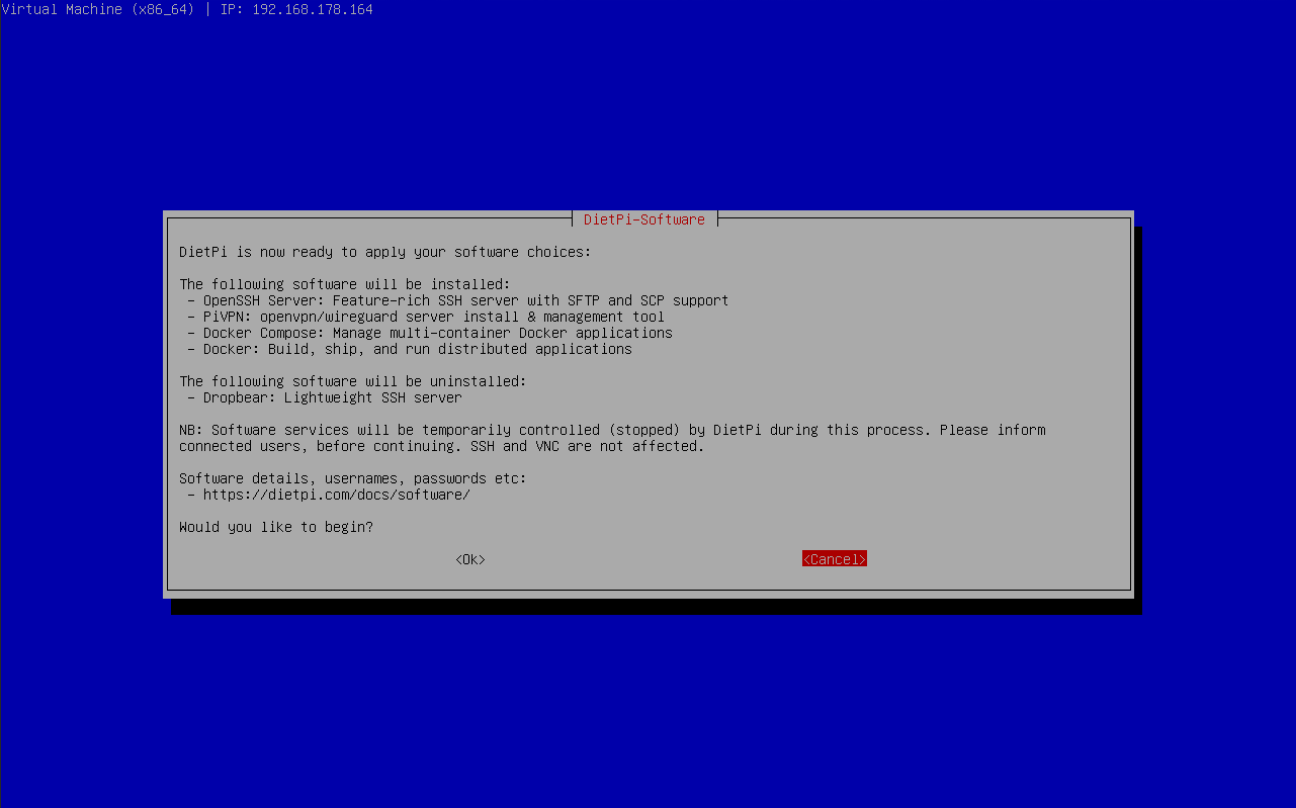 Virtual Machine (x86_64) | IP: 192.168.178.164
DietPi-Software
DietPi is now ready to apply your software choices:
The following software will be installed:
- OpenSSH Server: Feature-rich SSH server with SFTP and SCP support
- PiVPN: openvpn/wireguard server install & management tool
- Docker Compose: Manage multi-container Docker applications
- Docker: Build, ship, and run distributed applications
The following software will be uninstalled:
- Dropbear: Lightweight SSH server
NB: Software services will be temporarily controlled (stopped) by DietPi during this process. Please inform
connected users, before continuing. SSH and VNC are not affected.
Software details, usernames, passwords etc:
- https://dietpi.com/docs/software/
Would you like to begin?
<Ok> <Cancel>